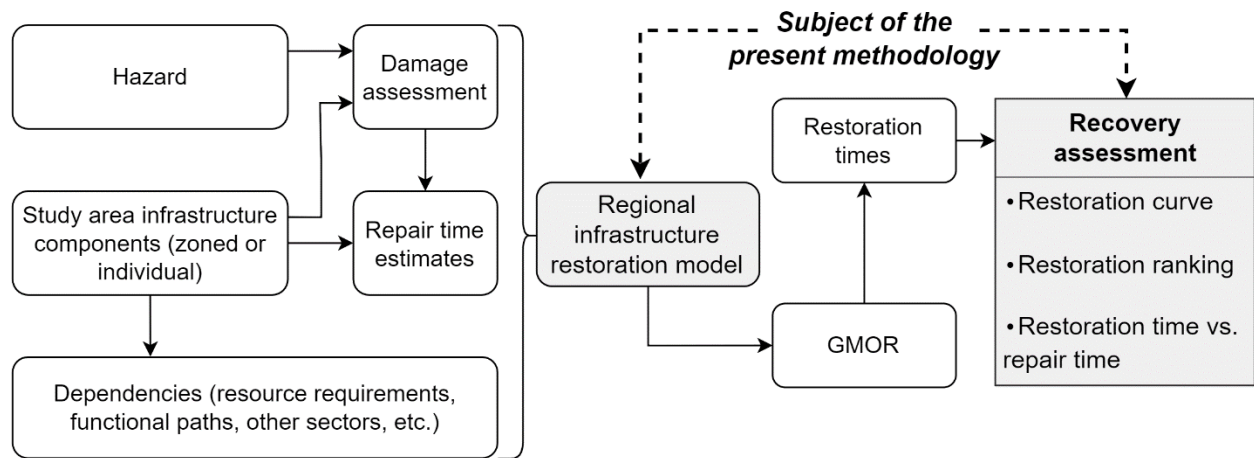 Hazard
Damage
assessment
Study area infrastructure
components (zoned or
individual)
Repair time
estimates
Dependencies (resource requirements,
functional paths, other sectors, etc.)
Subject of the
present methodology
Regional
infrastructure
restoration model
GMOR
Restoration
times
Recovery
assessment
•Restoration curve
•Restoration ranking
•Restoration time vs.
repair time